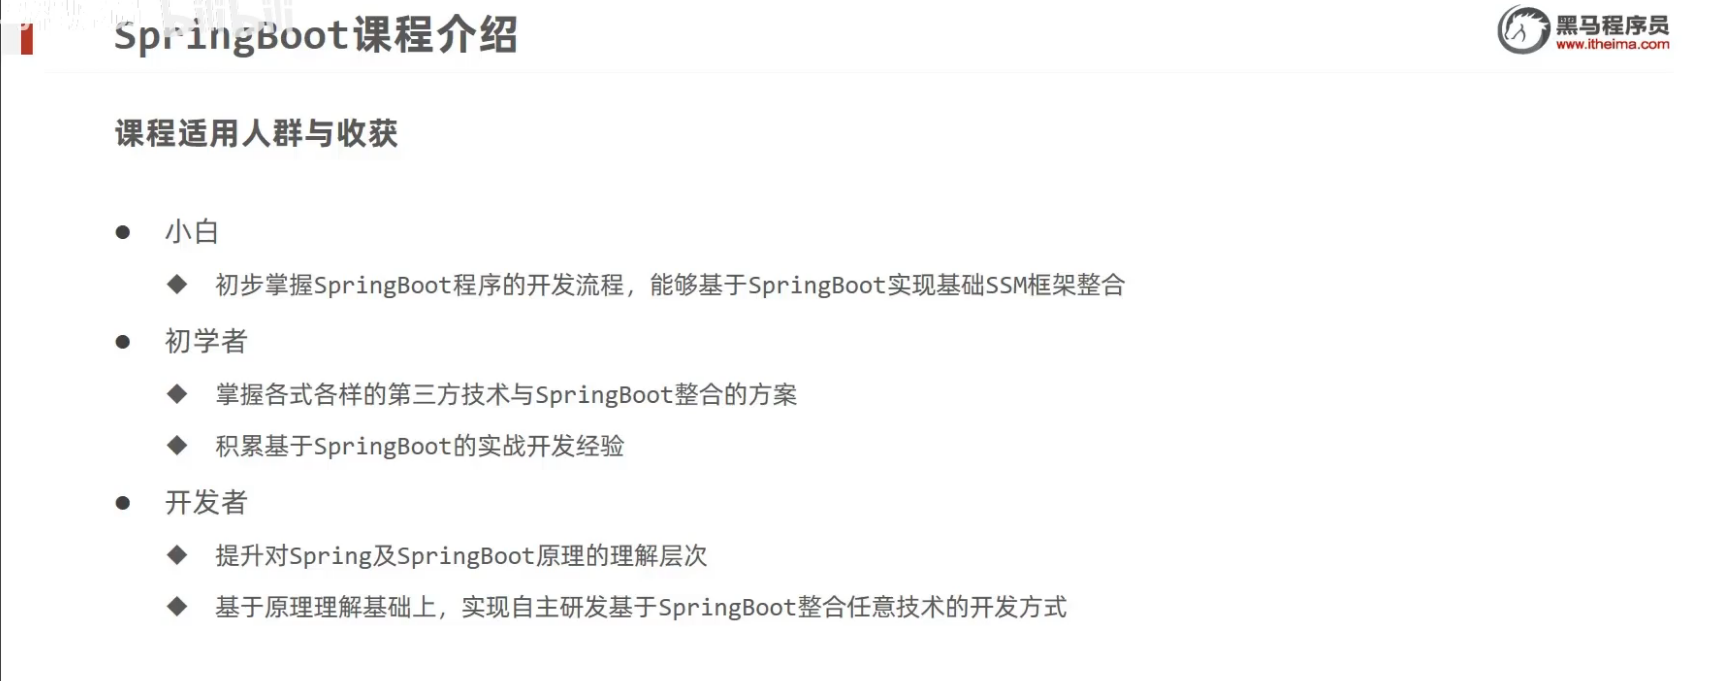 SpringBoot课程介绍
黑马程序员
www.itheima.com
课程适用人群与收获
小白
初步掌握SpringBoot程序的开发流程，能够基于SpringBoot实现基础SSM框架整合
初学者
掌握各式各样的第三方技术与SpringBoot整合的方案
积累基于SpringBoot的实战开发经验
开发者
提升对Spring及SpringBoot原理的理解层次
基于原理理解基础上，实现自主研发基于SpringBoot整合任意技术的开发方式